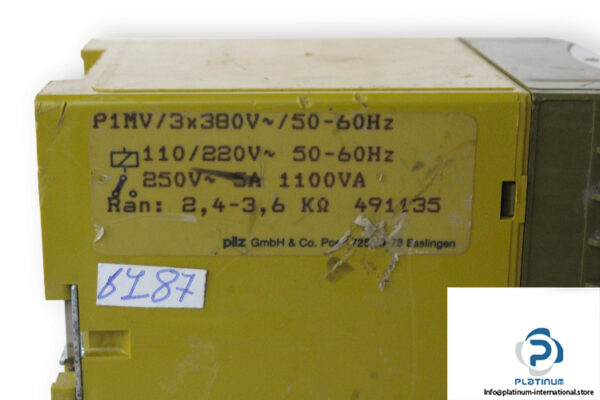 P1MV/3x380V~/50-60Hz
110/220V~ 50-60Hz
250V~ 5A 1100VA
Ran: 2,4-3,6 KΩ 491135
pilz GmbH & Co. Esslingen
6487
PLATINUM
Info@platinum-international.store